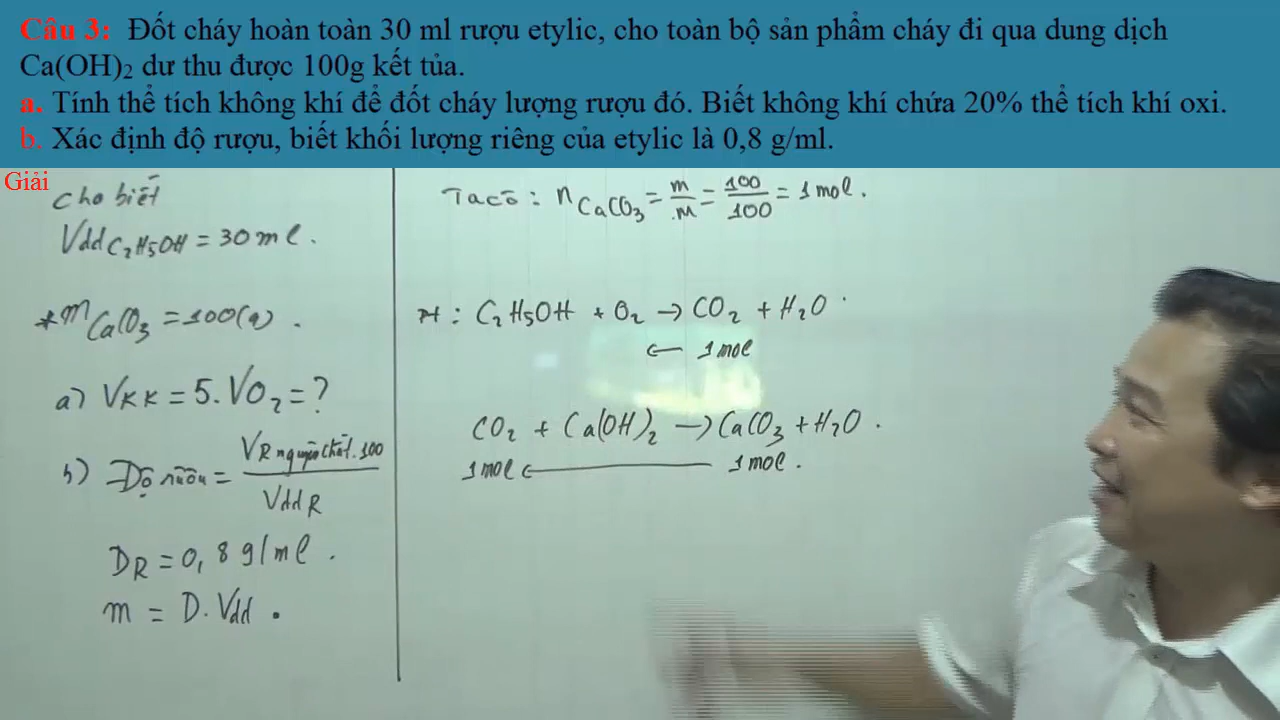 Câu 3: Đốt cháy hoàn toàn 30 ml rượu etylic, cho toàn bộ sản phẩm cháy đi qua dung dịch
Ca(OH)₂ dư thu được 100g kết tủa.
a. Tính thể tích không khí để đốt cháy lượng rượu đó. Biết không khí chứa 20% thể tích khí oxi.
b. Xác định độ rượu, biết khối lượng riêng của etylic là 0,8 g/ml.
Giải
Cho biết
Vdd C₂H₅OH = 30 ml.
* m CaCO₃ = 100(g).
a) VKK = 5. VO₂ = ?
b) Độ rượu = VR nguyên chất . 100 / Vdd R
DR = 0,8 g/ml.
m = D. Vdd.
Ta có: n CaCO₃ = m/M = 100/100 = 1 mol.
: C₂H₅OH + O₂ → CO₂ + H₂O
← 1 mol
CO₂ + Ca(OH)₂ → CaCO₃ + H₂O.
1 mol ← 1 mol.